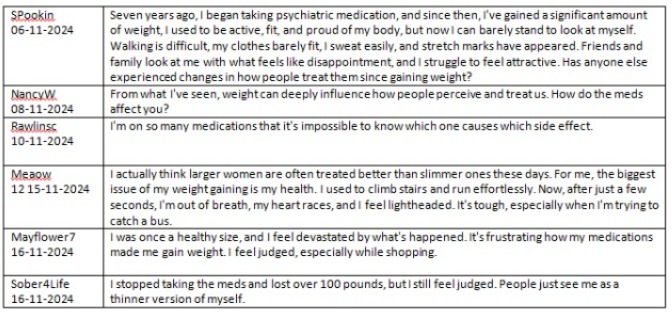 SPookin
06-11-2024
Seven years ago, I began taking psychiatric medication, and since then, I've gained a significant amount
of weight, I used to be active, fit, and proud of my body, but now I can barely stand to look at myself.
Walking is difficult, my clothes barely fit, I sweat easily, and stretch marks have appeared. Friends and
family look at me with what feels like disappointment, and I struggle to feel attractive. Has anyone else
experienced changes in how people treat them since gaining weight?
NancyW
08-11-2024
From what I've seen, weight can deeply influence how people perceive and treat us. How do the meds
affect you?
Rawlinsc
10-11-2024
I'm on so many medications that it's impossible to know which one causes which side effect.
Meaow
12 15-11-2024
I actually think larger women are often treated better than slimmer ones these days. For me, the biggest
issue of my weight gaining is my health. I used to climb stairs and run effortlessly. Now, after just a few
seconds, I'm out of breath, my heart races, and I feel lightheaded. It's tough, especially when I'm trying to
catch a bus.
Mayflower7
16-11-2024
I was once a healthy size, and I feel devastated by what's happened. It's frustrating how my medications
made me gain weight. I feel judged, especially while shopping.
Sober4Life
16-11-2024
I stopped taking the meds and lost over 100 pounds, but I still feel judged. People just see me as a
thinner version of myself.